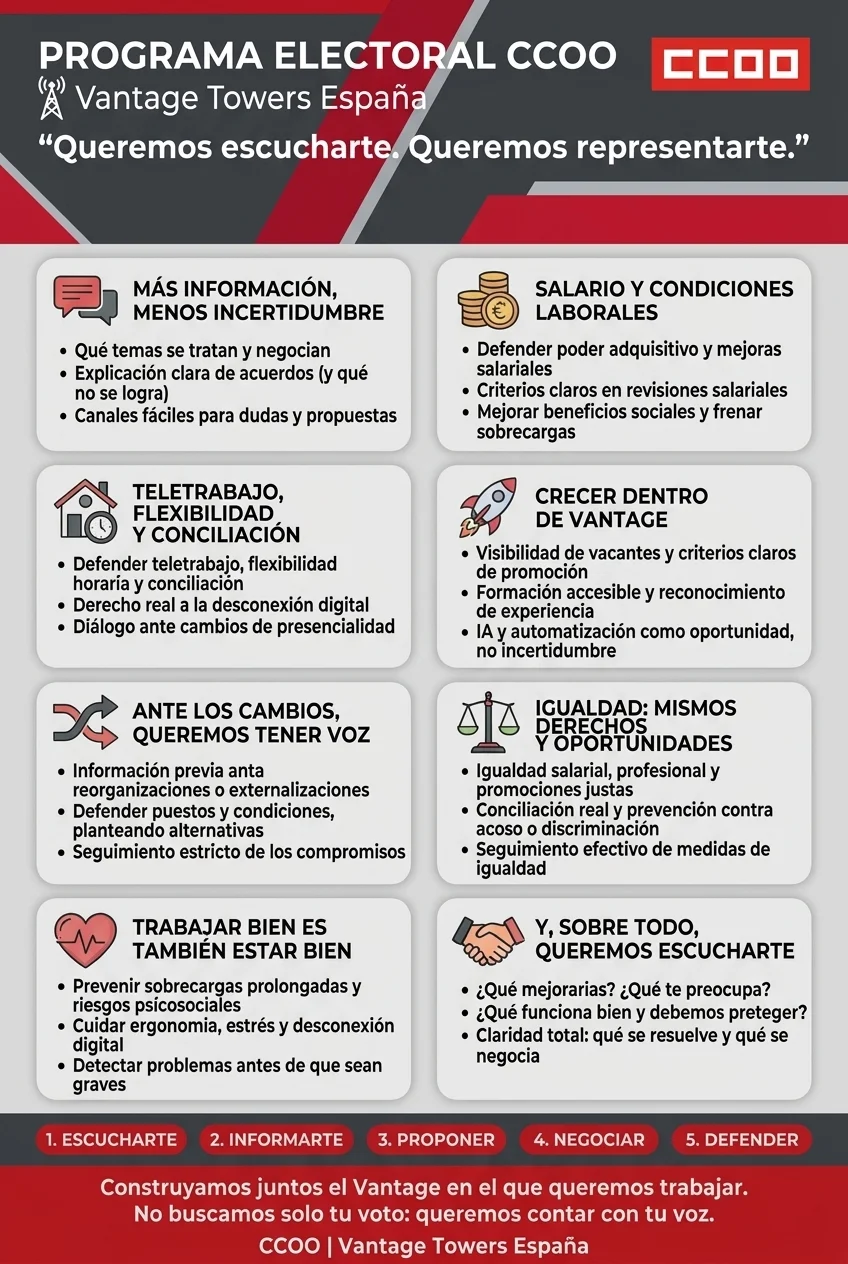 PROGRAMA ELECTORAL CCOO
CCOO
Vantage Towers España
“Queremos escucharte. Queremos representarte.”
MÁS INFORMACIÓN,
MENOS INCERTIDUMBRE
• Qué temas se tratan y negocian
• Explicación clara de acuerdos (y qué
no se logra)
• Canales fáciles para dudas y propuestas
SALARIO Y CONDICIONES
LABORALES
• Defender poder adquisitivo y mejoras
salariales
• Criterios claros en revisiones salariales
• Mejorar beneficios sociales y frenar
sobrecargas
TELETRABAJO,
FLEXIBILIDAD
Y CONCILIACIÓN
• Defender teletrabajo, flexibilidad
horaría y conciliación
• Derecho real a la desconexión digital
• Diálogo ante cambios de presencialidad
CRECER DENTRO
DE VANTAGE
• Visibilidad de vacantes y criterios claros
de promoción
• Formación accesible y reconocimiento
de experiencia
• IA y automatización como oportunidad,
no incertidumbre
ANTE LOS CAMBIOS,
QUEREMOS TENER VOZ
• Información previa anta
reorganizaciones o externalizaciones
• Defender puestos y condiciones,
planteando alternativas
• Seguimiento estricto de los compromisos
IGUALDAD: MISMOS
DERECHOS
Y OPORTUNIDADES
• Igualdad salarial, profesional y
promociones justas
• Conciliación real y prevención contra
acoso o discriminación
• Seguimiento efectivo de medidas de
igualdad
TRABAJAR BIEN ES
TAMBIÉN ESTAR BIEN
• Prevenir sobrecargas prolongadas y
riesgos psícosociales
• Cuidar ergonomia, estrés y desconexión
digital
• Detectar problemas antes de que sean
graves
Y, SOBRE TODO,
QUEREMOS ESCUCHARTE
• ¿Qué mejorarias? ¿Qué te preocupa?
• ¿Qué funciona bien y debemos preteger?
• Claridad total: qué se resuelve y qué se
negocia
1. ESCUCHARTE
2. INFORMARTE
3. PROPONER
4. NEGOCIAR
5. DEFENDER
Construyamos juntos el Vantage en el que queremos trabajar.
No buscamos solo tu voto: queremos contar con tu voz.
CCOO | Vantage Towers España